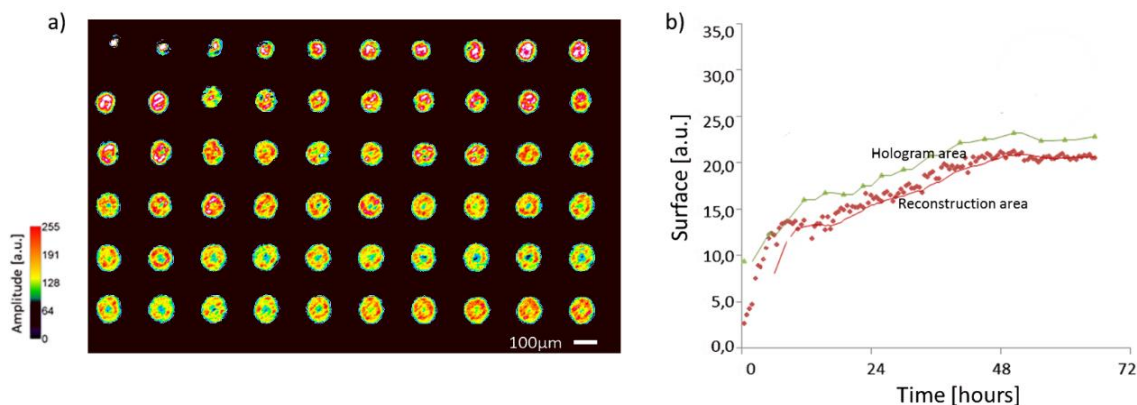 a)
Amplitude [a.u.]
255
191
128
64
0
100µm
b)
Surface [a.u.]
35,0
30,0
25,0
20,0
15,0
10,0
5,0
0,0
Hologram area
Reconstruction area
0
24
48
72
Time [hours]